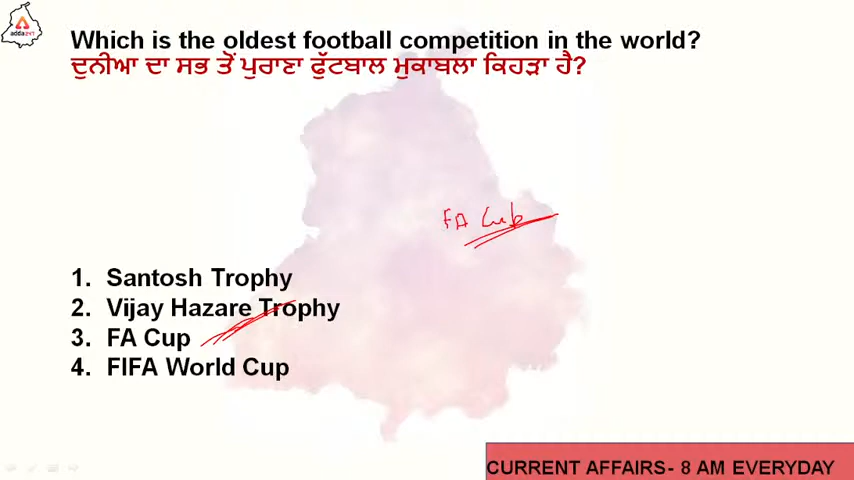 adda247
Which is the oldest football competition in the world?
ਦੁਨੀਆ ਦਾ ਸਭ ਤੋਂ ਪੁਰਾਣਾ ਫੁੱਟਬਾਲ ਮੁਕਾਬਲਾ ਕਿਹੜਾ ਹੈ?
FA Cup
1. Santosh Trophy
2. Vijay Hazare Trophy
3. FA Cup
4. FIFA World Cup
CURRENT AFFAIRS- 8 AM EVERYDAY